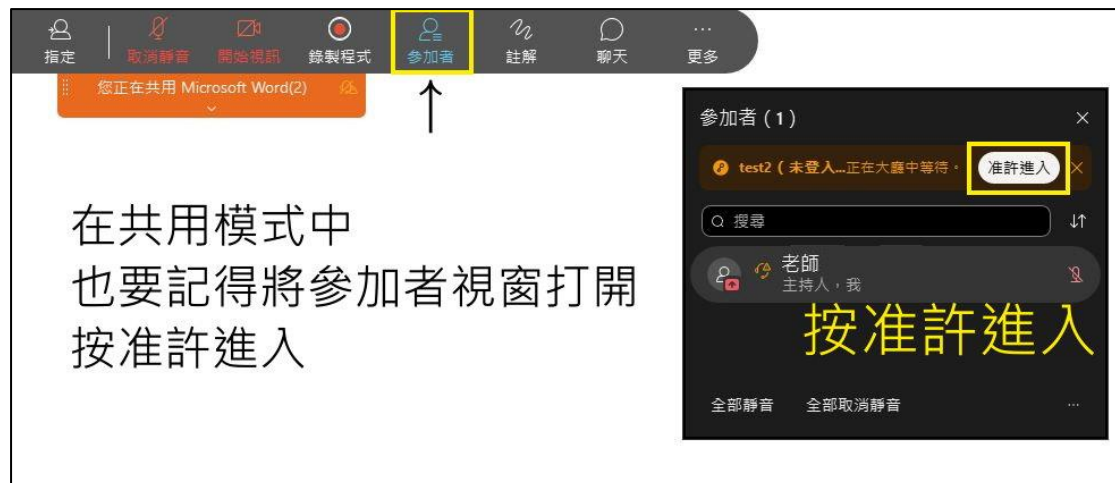 指定
取消靜音
開始視訊
錄製程式
參加者
註解
聊天
更多
您正在共用 Microsoft Word(2)
在共用模式中
也要記得將參加者視窗打開
按准許進入
參加者(1)
test2(未登入...正在大廳中等待。
准許進入
搜尋
老師
主持人,我
按准許進入
全部靜音 全部取消靜音